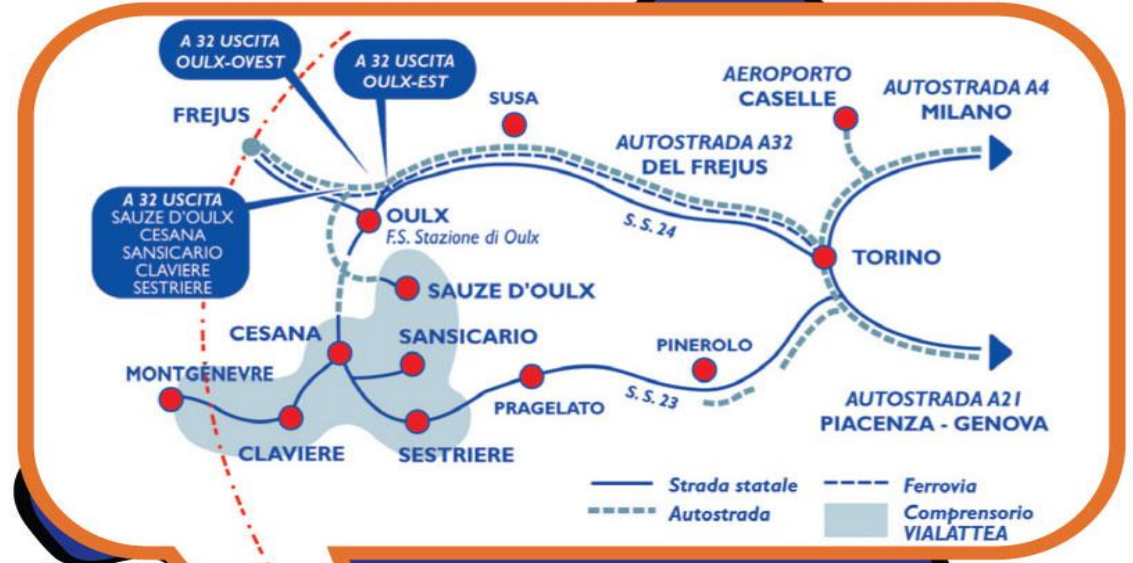 A 32 USCITA
OULX-OVEST
A 32 USCITA
OULX-EST
FREJUS
SUSA
AEROPORTO
CASELLE
AUTOSTRADA A4
MILANO
AUTOSTRADA A32
DEL FREJUS
A 32 USCITA
SAUZE D'OULX
CESANA
SANSICARIO
CLAVIERE
SESTRIERE
OULX
F.S. Stazione di Oulx
S.S.24
TORINO
SAUZE D'OULX
CESANA
SANSICARIO
PINEROLO
MONTGENEVRE
PRAGELATO
S.S.23
AUTOSTRADA A21
PIACENZA - GENOVA
CLAVIERE
SESTRIERE
Strada statale
Ferrovia
Autostrada
Comprensorio
VIALATTEA